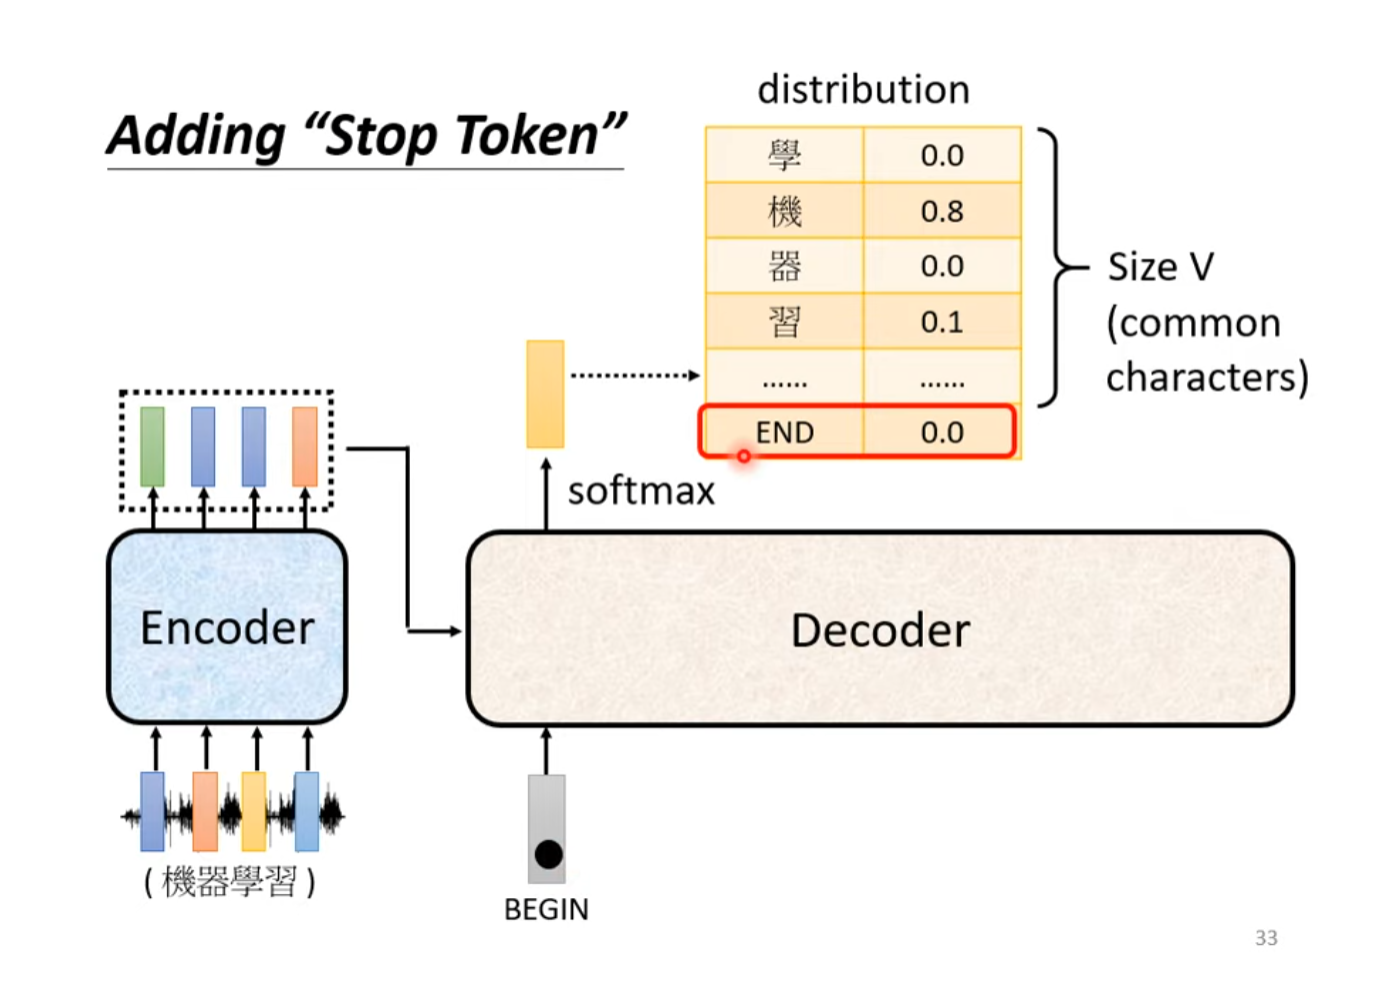 Adding “Stop Token”
distribution
學 0.0
機 0.8
器 0.0
習 0.1
...... ......
END 0.0
Size V
(common
characters)
softmax
Encoder
Decoder
( 機器學習 )
BEGIN
33